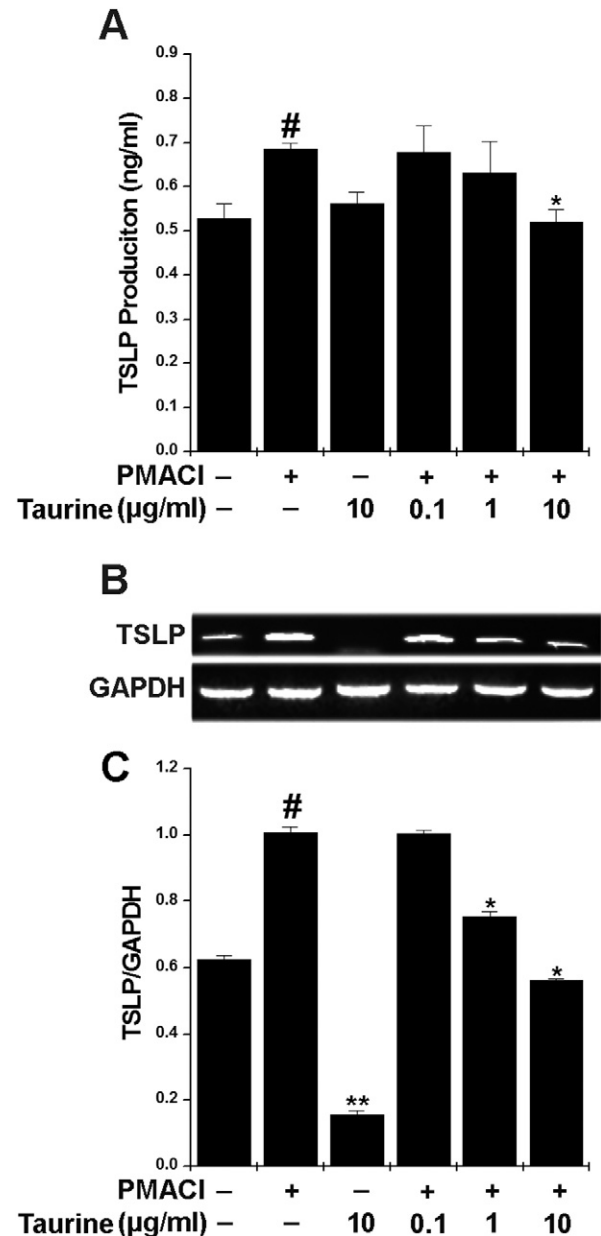 A
TSLP Produciton (ng/ml)
0.9
0.8
0.7
0.6
0.5
0.4
0.3
0.2
0.1
0.0
#
*
PMACI – + – + + +
Taurine (µg/ml) – – 10 0.1 1 10
B
TSLP
GAPDH
C
TSLP/GAPDH
1.2
1.0
0.8
0.6
0.4
0.2
0.0
#
**
*
*
PMACI – + – + + +
Taurine (µg/ml) – – 10 0.1 1 10